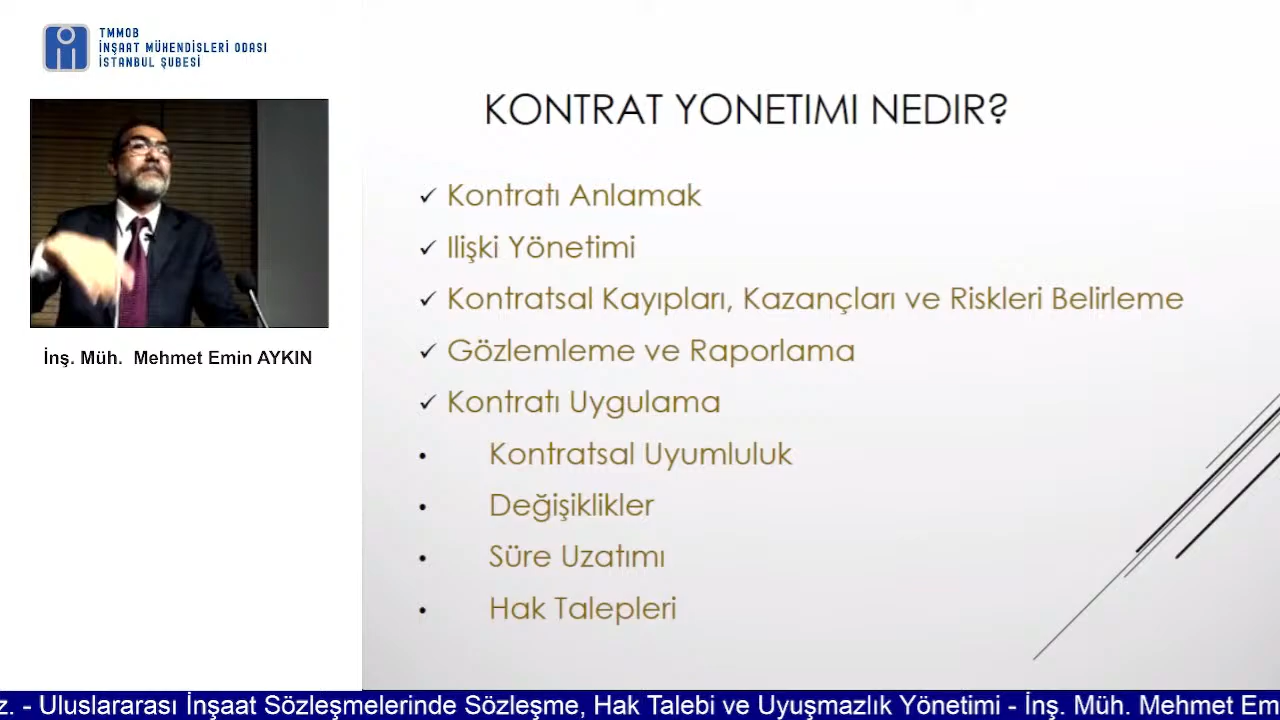 TMMOB
İNŞAAT MÜHENDİSLERİ ODASI
İSTANBUL ŞUBESİ
İnş. Müh. Mehmet Emin AYKIN
KONTRAT YONETIMI NEDIR?
✓ Kontratı Anlamak
✓ Ilişki Yönetimi
✓ Kontratsal Kayıpları, Kazançları ve Riskleri Belirleme
✓ Gözlemleme ve Raporlama
✓ Kontratı Uygulama
• Kontratsal Uyumluluk
• Değişiklikler
• Süre Uzatımı
• Hak Talepleri
z. - Uluslararası İnşaat Sözleşmelerinde Sözleşme, Hak Talebi ve Uyuşmazlık Yönetimi - İnş. Müh. Mehmet Em